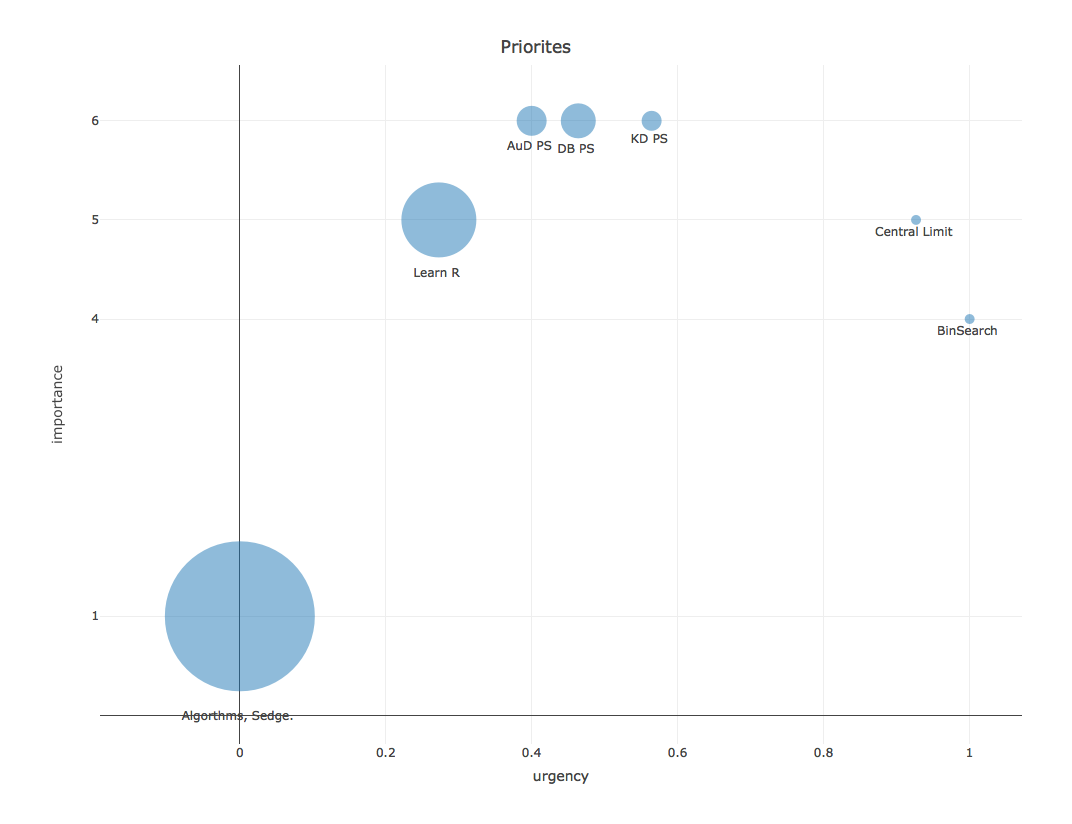 Priorites
6
AuD PS
DB PS
KD PS
5
Central Limit
Learn R
4
BinSearch
importance
1
Algorthms, Sedge.
0
0.2
0.4
0.6
0.8
1
urgency